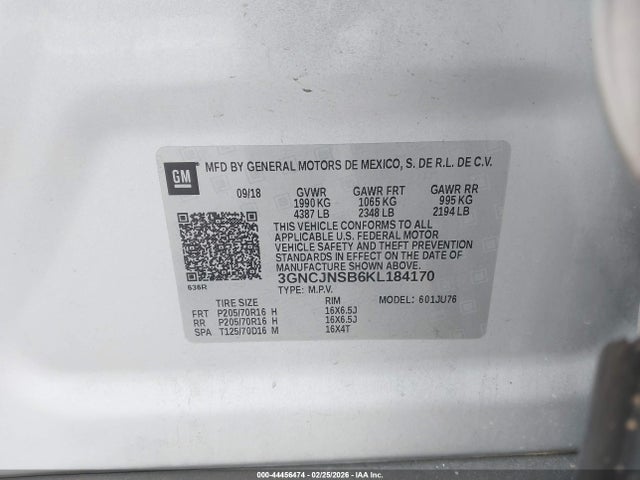 GM
MFD BY GENERAL MOTORS DE MEXICO, S. DE R.L. DE C.V.
09/18 GVWR GAWR FRT GAWR RR
1990 KG 1065 KG 995 KG
4387 LB 2348 LB 2194 LB
THIS VEHICLE CONFORMS TO ALL
APPLICABLE U.S. FEDERAL MOTOR
VEHICLE SAFETY AND THEFT PREVENTION
STANDARDS IN EFFECT ON THE DATE OF
MANUFACTURE SHOWN ABOVE.
3GNCJNSB6KL184170
636R
TYPE: M.P.V. MODEL: 601JU76
TIRE SIZE RIM
FRT P205/70R16 H 16X6.5J
RR P205/70R16 H 16X6.5J
SPA T125/70D16 M 16X4T
000-44456474 | 02/25/2026 - Copyright © IAA, LLC